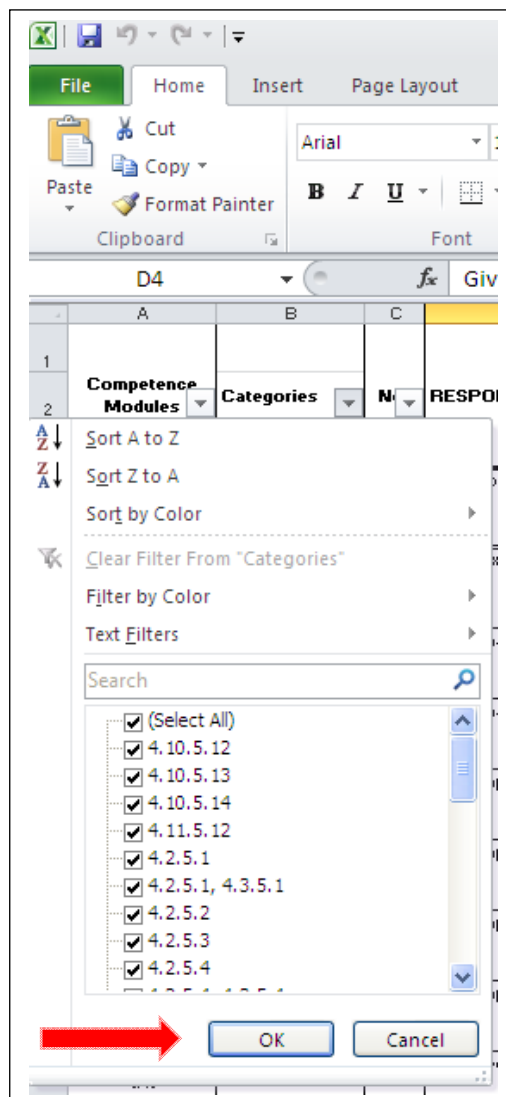 File Home Insert Page Layout
Cut
Copy
Paste
Format Painter
Arial
B I U
Clipboard Font
D4 fx Giv
A B C
1
Competence
Modules Categories RESPO
2
Sort A to Z
Sort Z to A
Sort by Color
Clear Filter From "Categories"
Filter by Color
Text Filters
Search
(Select All)
4.10.5.12
4.10.5.13
4.10.5.14
4.11.5.12
4.2.5.1
4.2.5.1, 4.3.5.1
4.2.5.2
4.2.5.3
4.2.5.4
OK Cancel